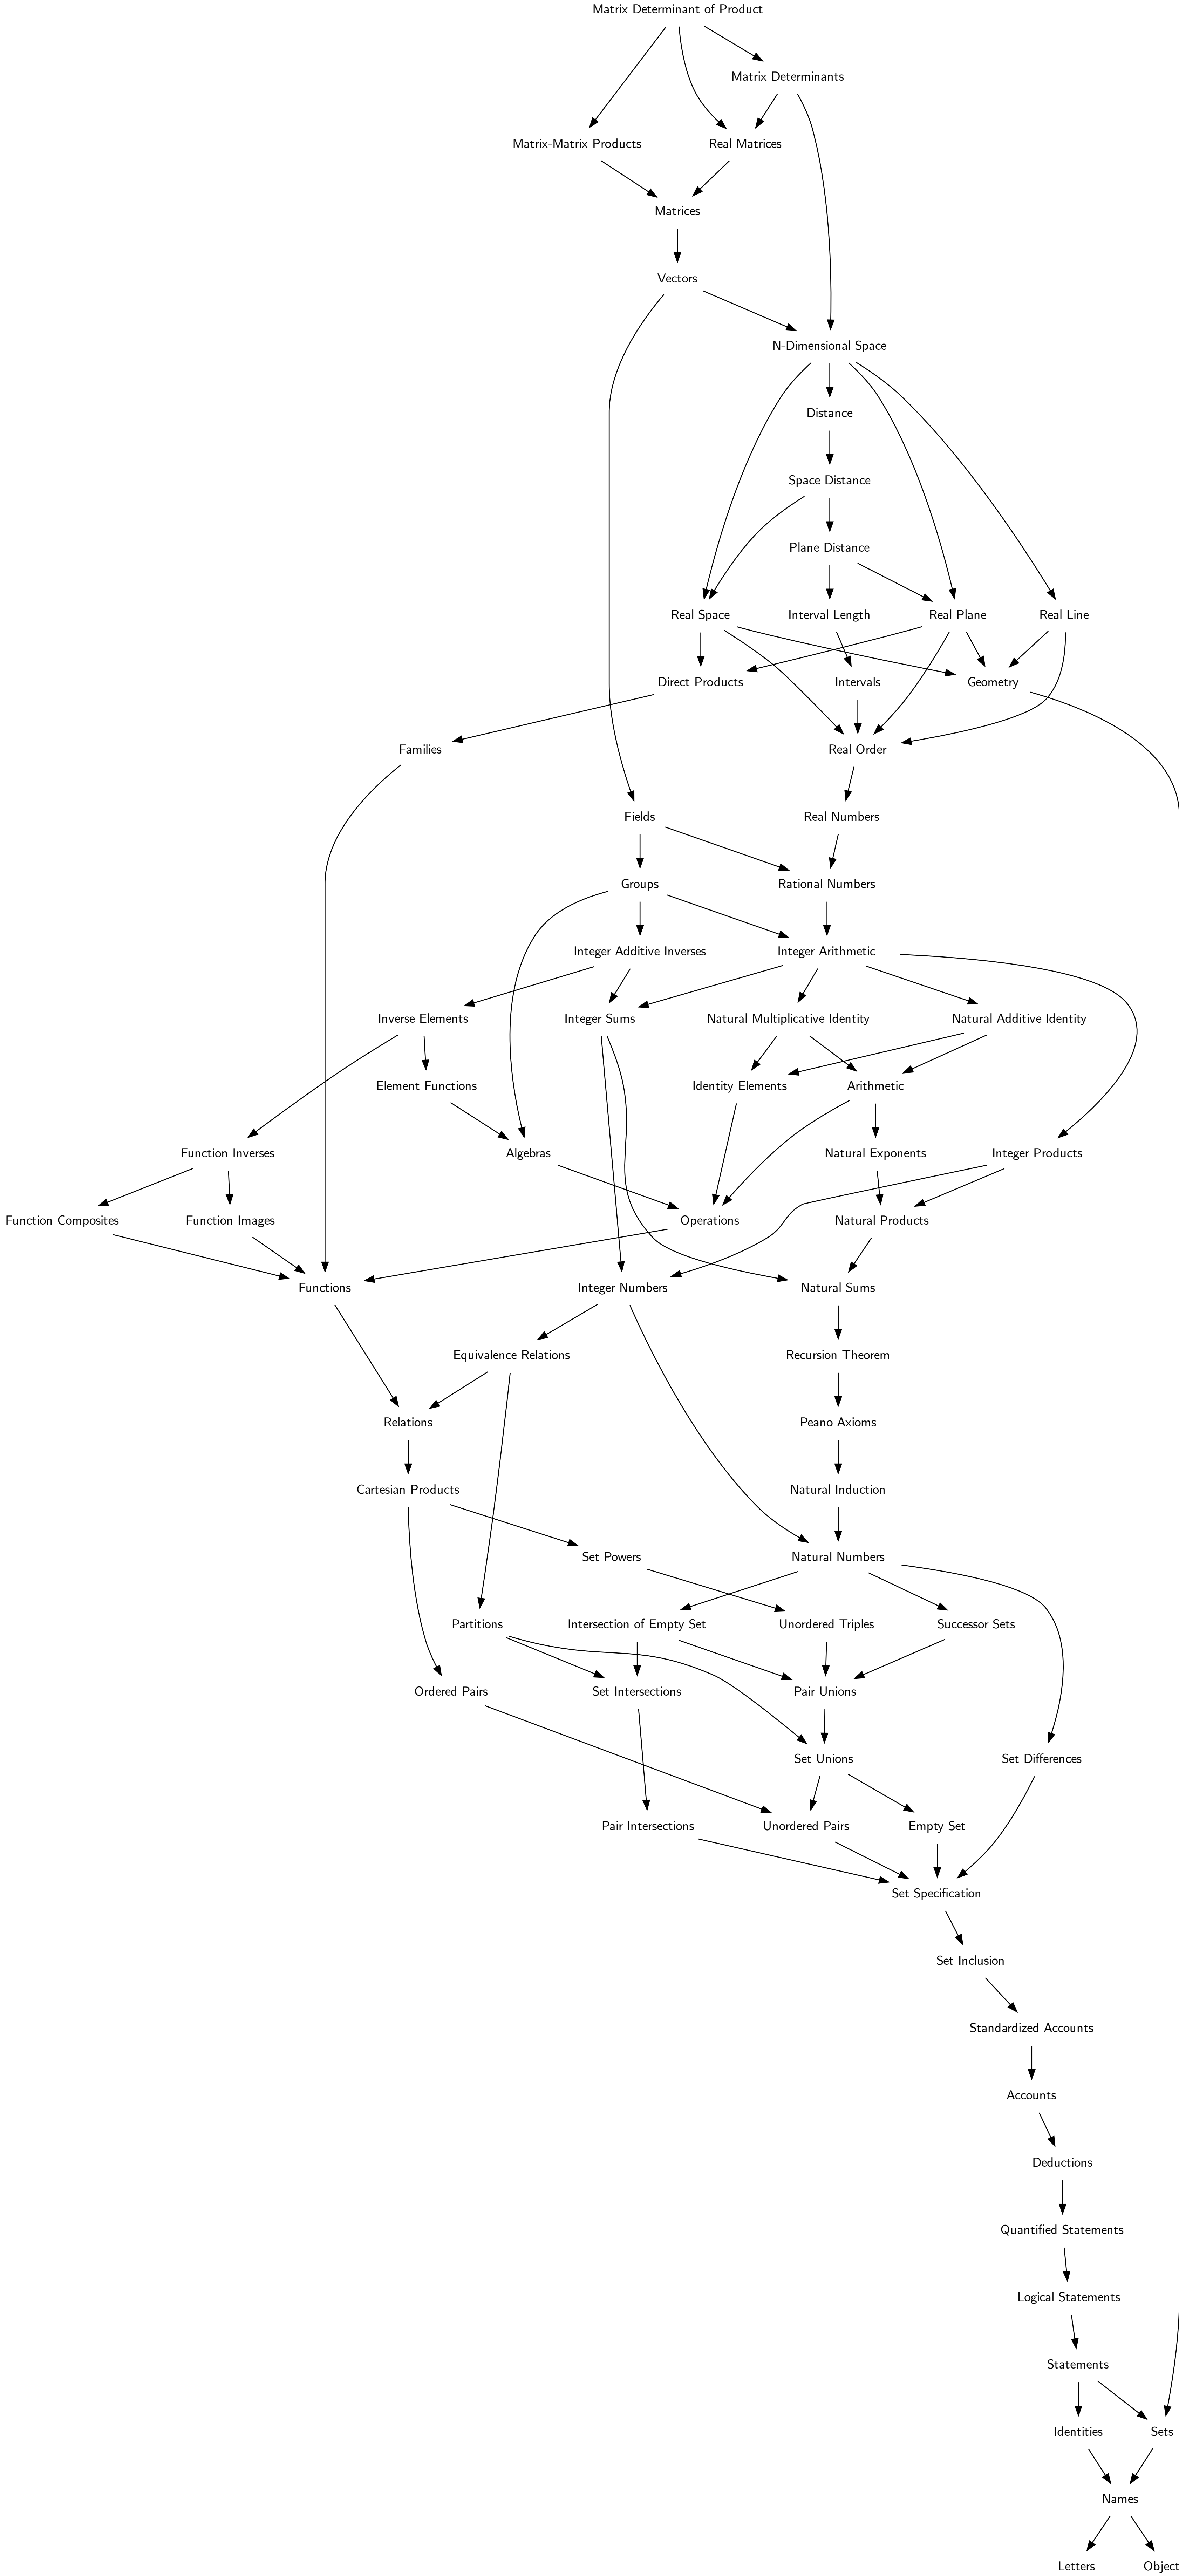 Matrix Determinant of Product
Matrix Determinants
Matrix-Matrix Products
Real Matrices
Matrices
Vectors
N-Dimensional Space
Distance
Space Distance
Plane Distance
Real Space
Interval Length
Real Plane
Real Line
Direct Products
Intervals
Geometry
Families
Real Order
Fields
Real Numbers
Groups
Rational Numbers
Integer Additive Inverses
Integer Arithmetic
Inverse Elements
Integer Sums
Natural Multiplicative Identity
Natural Additive Identity
Element Functions
Identity Elements
Arithmetic
Function Inverses
Algebras
Natural Exponents
Integer Products
Function Composites
Function Images
Operations
Natural Products
Functions
Integer Numbers
Natural Sums
Equivalence Relations
Recursion Theorem
Relations
Peano Axioms
Cartesian Products
Natural Induction
Set Powers
Natural Numbers
Partitions
Intersection of Empty Set
Unordered Triples
Successor Sets
Ordered Pairs
Set Intersections
Pair Unions
Set Unions
Set Differences
Pair Intersections
Unordered Pairs
Empty Set
Set Specification
Set Inclusion
Standardized Accounts
Accounts
Deductions
Quantified Statements
Logical Statements
Statements
Identities
Sets
Names
Letters
Object